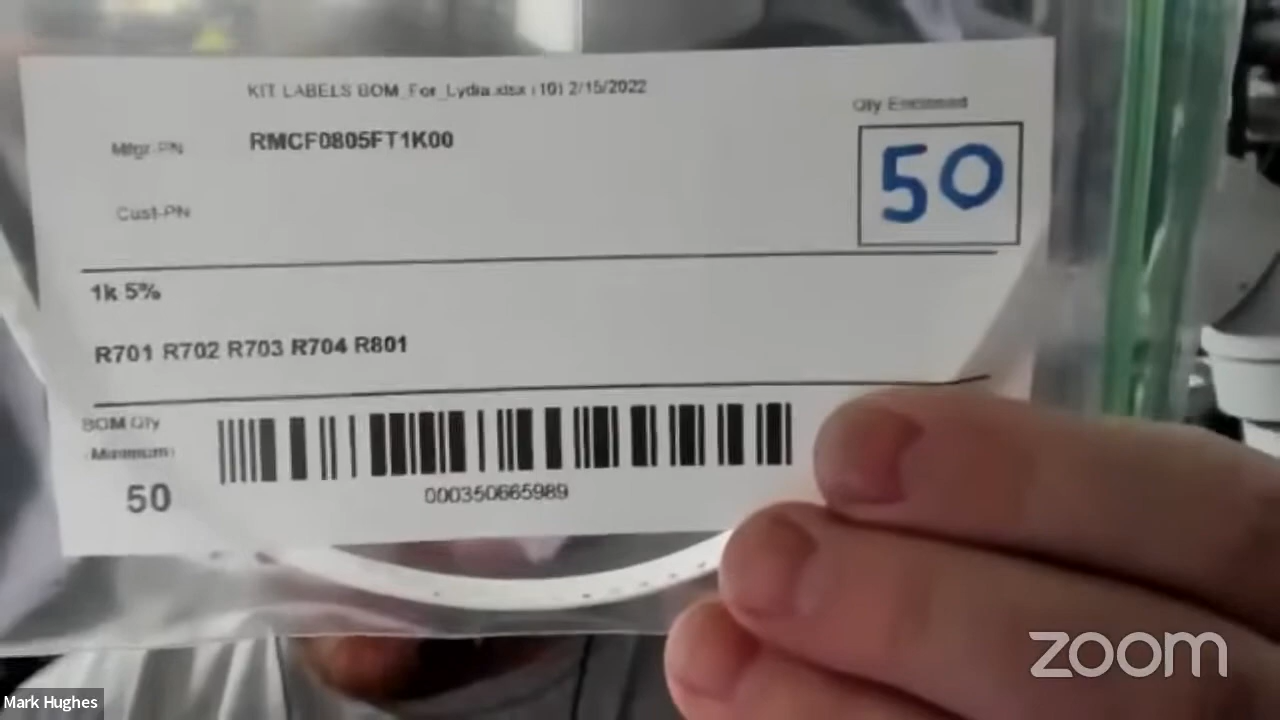 KIT LABELS BOM_For_Lydia.xlsx (10) 2/15/2022
Qty Enclosed
Mfgr-PN RMCF0805FT1K00
50
Cust-PN
1k 5%
R701 R702 R703 R704 R801
BOM Qty
(Minimum)
50
000350665989
zoom
Mark Hughes